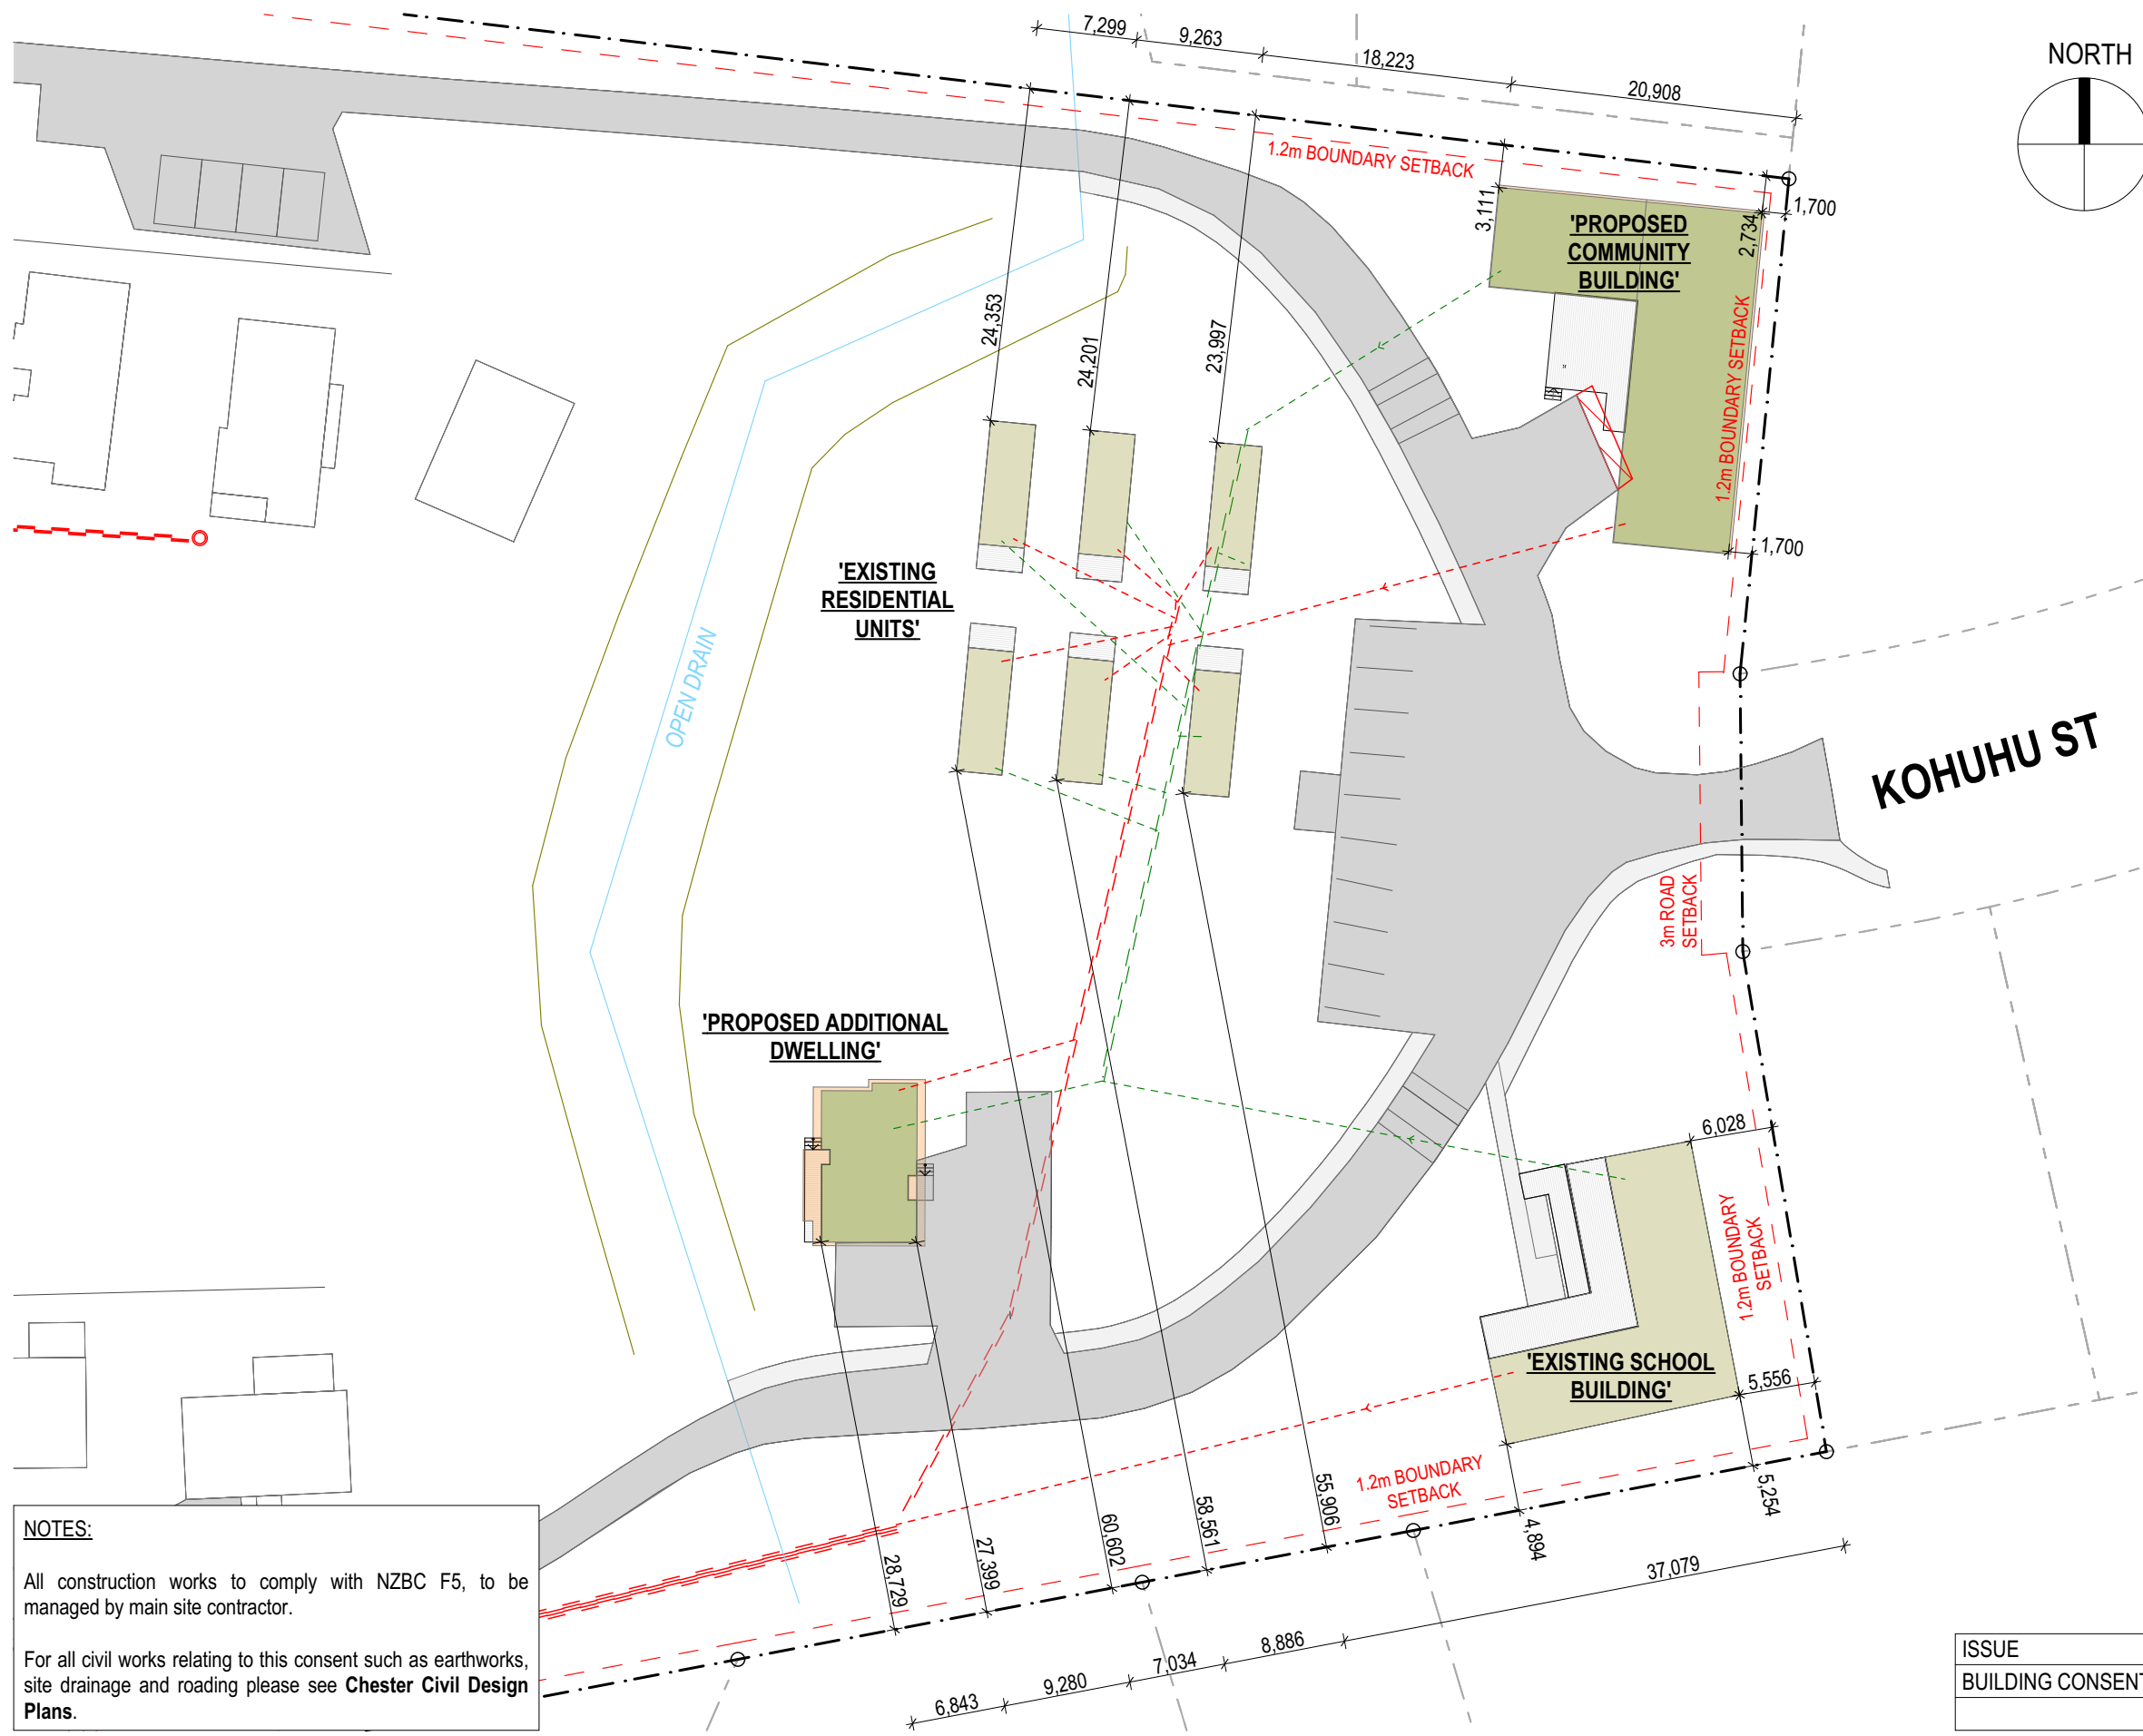 7,299
9,263
18,223
20,908
NORTH
1.2m BOUNDARY SETBACK
3,111
'PROPOSED
COMMUNITY
BUILDING'
2,734
1,700
24,353
24,201
23,997
1.2m BOUNDARY SETBACK
1,700
'EXISTING
RESIDENTIAL
UNITS'
OPEN DRAIN
KOHUHU ST
3m ROAD
SETBACK
'PROPOSED ADDITIONAL
DWELLING'
6,028
1.2m BOUNDARY
SETBACK
'EXISTING SCHOOL
BUILDING'
5,556
1.2m BOUNDARY
SETBACK
28,729
27,399
60,602
58,561
55,906
4,894
5,254
37,079
8,886
7,034
9,280
6,843
NOTES:
All construction works to comply with NZBC F5, to be
managed by main site contractor.
For all civil works relating to this consent such as earthworks,
site drainage and roading please see Chester Civil Design
Plans.
ISSUE
BUILDING CONSENT